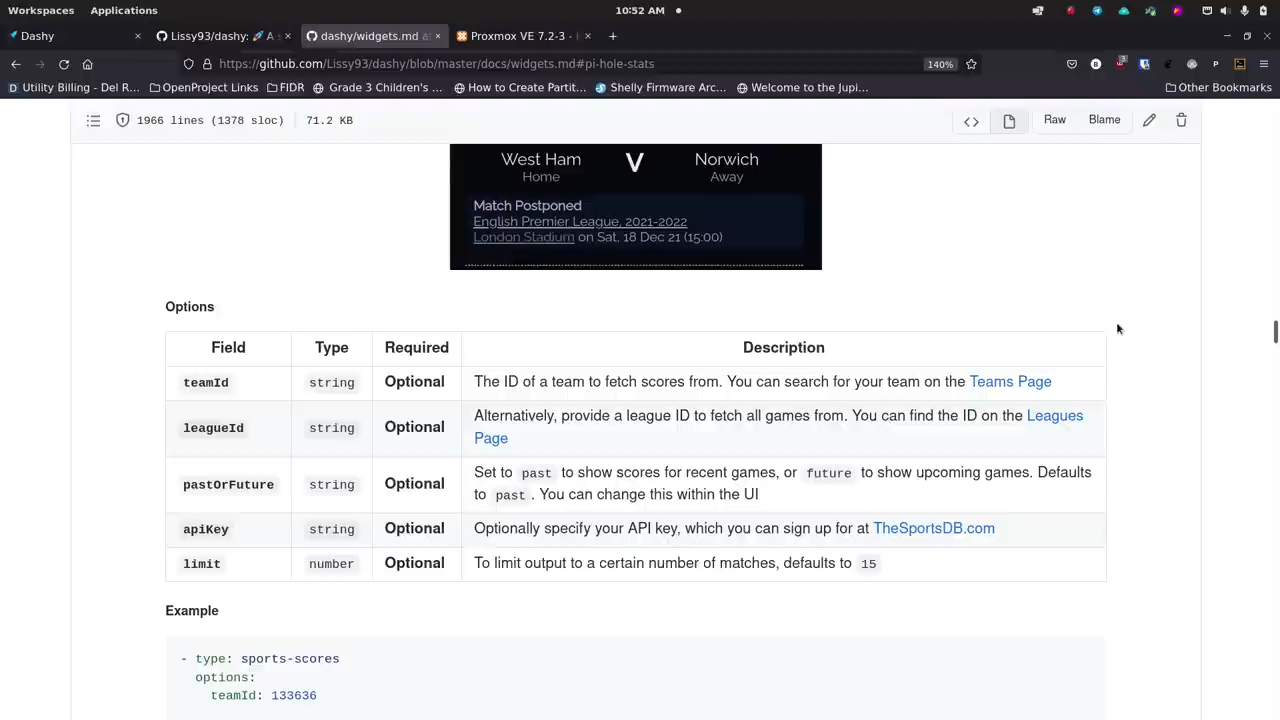 Workspaces Applications 10:52 AM
Dashy × Lissy93/dashy: 🚀 A × dashy/widgets.md a × Proxmox VE 7.2-3 - × +
https://github.com/Lissy93/dashy/blob/master/docs/widgets.md#pi-hole-stats 140%
Utility Billing - Del R... OpenProject Links FIDR Grade 3 Children's ... How to Create Partit... Shelly Firmware Arc... Welcome to the Jupi... Other Bookmarks
1966 lines (1378 sloc) 71.2 KB Raw Blame
West Ham V Norwich
Home Away
Match Postponed
English Premier League, 2021-2022
London Stadium on Sat, 18 Dec 21 (15:00)
Options
Field Type Required Description
teamId string Optional The ID of a team to fetch scores from. You can search for your team on the Teams Page
leagueId string Optional Alternatively, provide a league ID to fetch all games from. You can find the ID on the Leagues
Page
pastOrFuture string Optional Set to past to show scores for recent games, or future to show upcoming games. Defaults
to past . You can change this within the UI
apiKey string Optional Optionally specify your API key, which you can sign up for at TheSportsDB.com
limit number Optional To limit output to a certain number of matches, defaults to 15
Example
- type: sports-scores
options:
teamId: 133636